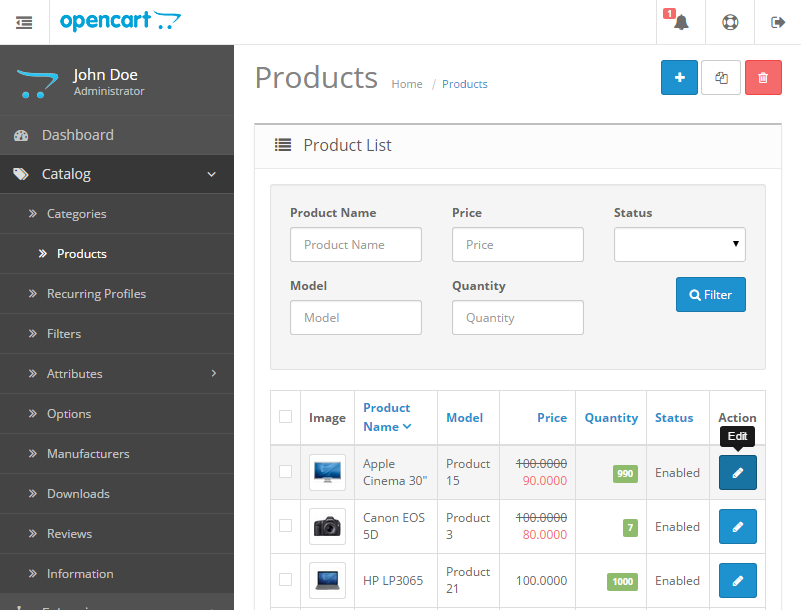 opencart
1
John Doe
Administrator
Dashboard
Catalog
Categories
Products
Recurring Profiles
Filters
Attributes
Options
Manufacturers
Downloads
Reviews
Information
Products
Home / Products
Product List
Product Name
Product Name
Price
Price
Status
Model
Model
Quantity
Quantity
Filter
Image
Product
Name
Model
Price
Quantity
Status
Action
Edit
Apple
Cinema 30"
Product
15
100.0000
90.0000
990
Enabled
Canon EOS
5D
Product
3
100.0000
80.0000
7
Enabled
HP LP3065
Product
21
100.0000
1000
Enabled